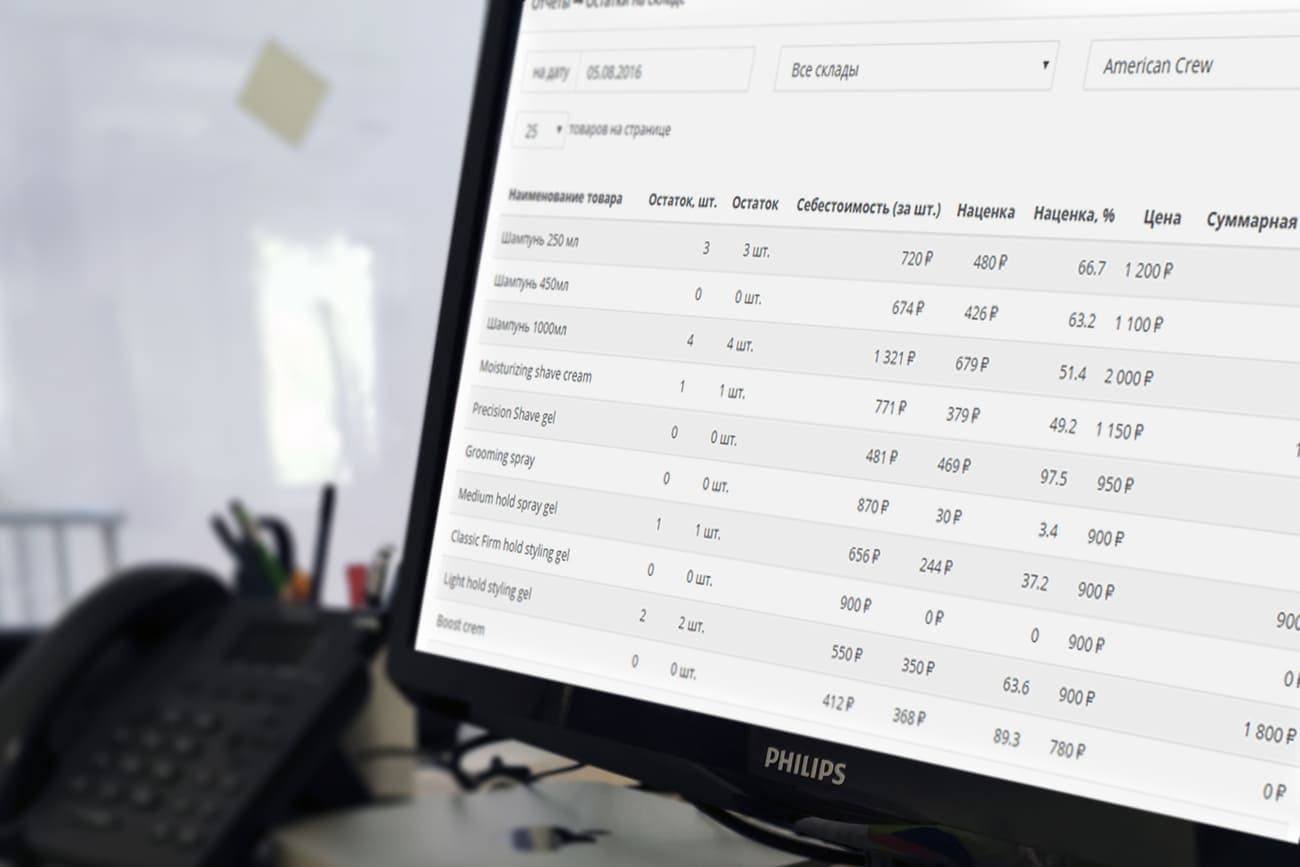 Отчеты — Остатки на складе
на дату 05.08.2016 Все склады American Crew
25 товаров на странице
Наименование товара Остаток, шт. Остаток Себестоимость (за шт.) Наценка Наценка, % Цена Суммарная
Шампунь 250 мл 3 3 шт. 720 ₽ 480 ₽ 66.7 1 200 ₽
Шампунь 450мл 0 0 шт. 674 ₽ 426 ₽ 63.2 1 100 ₽
Шампунь 1000мл 4 4 шт. 1 321 ₽ 679 ₽ 51.4 2 000 ₽
Moisturizing shave cream 1 1 шт. 771 ₽ 379 ₽ 49.2 1 150 ₽
Precision Shave gel 0 0 шт. 481 ₽ 469 ₽ 97.5 950 ₽
Grooming spray 0 0 шт. 870 ₽ 30 ₽ 3.4 900 ₽
Medium hold spray gel 1 1 шт. 656 ₽ 244 ₽ 37.2 900 ₽ 900
Classic Firm hold styling gel 0 0 шт. 900 ₽ 0 ₽ 0 900 ₽ 0
Light hold styling gel 2 2 шт. 550 ₽ 350 ₽ 63.6 900 ₽ 1 800 ₽
Boost crem 0 0 шт. 412 ₽ 368 ₽ 89.3 780 ₽ 0 ₽
PHILIPS